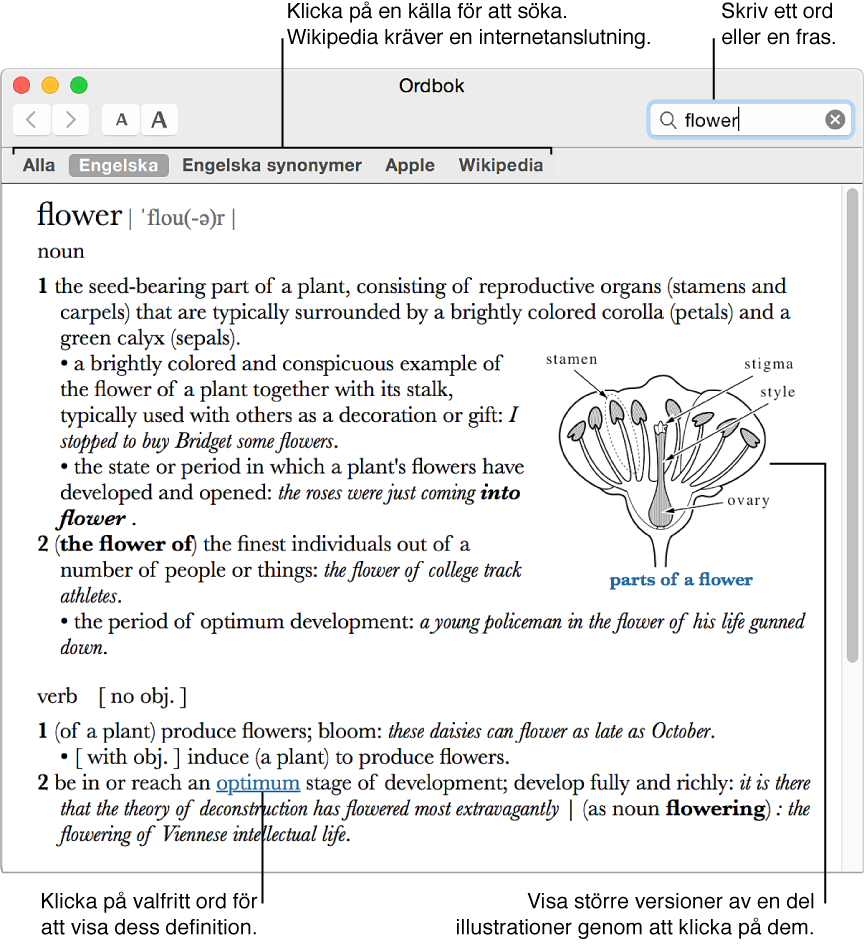 Klicka på en källa för att söka.
Wikipedia kräver en internetanslutning.
Skriv ett ord
eller en fras.
Ordbok
A A
flower
Alla Engelska Engelska synonymer Apple Wikipedia
flower | ˈflou(-ə)r |
noun
1 the seed-bearing part of a plant, consisting of reproductive organs (stamens and
carpels) that are typically surrounded by a brightly colored corolla (petals) and a
green calyx (sepals).
• a brightly colored and conspicuous example of
the flower of a plant together with its stalk,
typically used with others as a decoration or gift: I
stopped to buy Bridget some flowers.
• the state or period in which a plant's flowers have
developed and opened: the roses were just coming into
flower .
2 (the flower of) the finest individuals out of a
number of people or things: the flower of college track
athletes.
• the period of optimum development: a young policeman in the flower of his life gunned
down.
stamen
stigma
style
ovary
parts of a flower
verb [ no obj. ]
1 (of a plant) produce flowers; bloom: these daisies can flower as late as October.
• [ with obj. ] induce (a plant) to produce flowers.
2 be in or reach an optimum stage of development; develop fully and richly: it is there
that the theory of deconstruction has flowered most extravagantly | (as noun flowering) : the
flowering of Viennese intellectual life.
Klicka på valfritt ord för
att visa dess definition.
Visa större versioner av en del
illustrationer genom att klicka på dem.